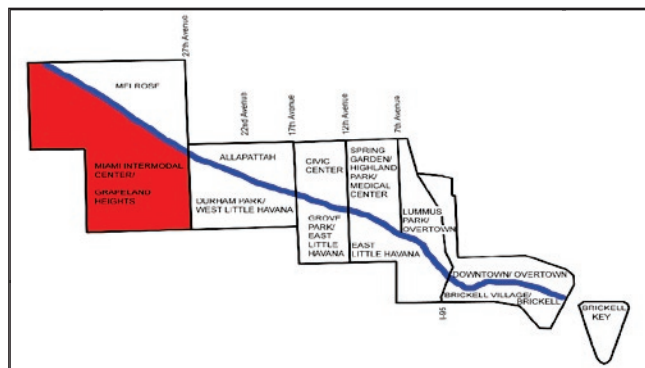 27th Avenue
MELROSE
22nd Avenue
17th Avenue
12th Avenue
7th Avenue
MIAMI INTERMODAL
CENTER/
GRAPELAND
HEIGHTS
ALLAPATTAH
DURHAM PARK/
WEST LITTLE HAVANA
CIVIC
CENTER
GROVE
PARK/
EAST
LITTLE
HAVANA
SPRING
GARDEN/
HIGHLAND
PARK/
MEDICAL
CENTER
EAST
LITTLE HAVANA
LUMMUS
PARK/
OVERTOWN
I-95
DOWNTOWN/ OVERTOWN
BRICKELL VILLAGE/
BRICKELL
BRICKELL
KEY